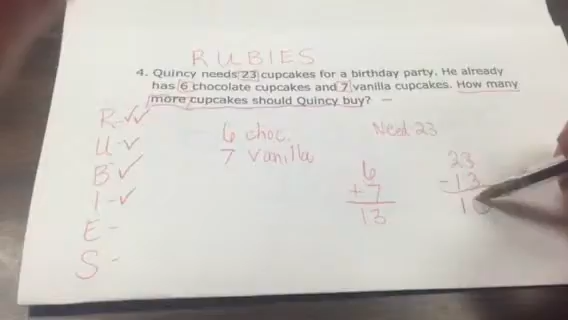 RUBIES
4. Quincy needs 23 cupcakes for a birthday party. He already
has 6 chocolate cupcakes and 7 vanilla cupcakes. How many
more cupcakes should Quincy buy? —
R-✓✓
U-✓
B-✓
I-✓
E-
S-
6 choc.
7 vanilla
Need 23
6
+7
13
23
-13
10